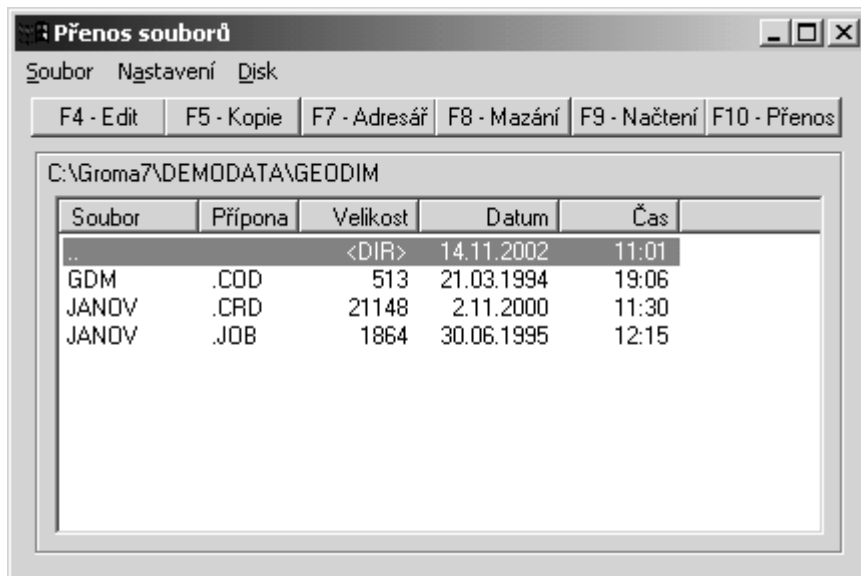 Přenos souborů
Soubor Nastavení Disk
F4 - Edit F5 - Kopie F7 - Adresář F8 - Mazání F9 - Načtení F10 - Přenos
C:\Groma7\DEMODATA\GEODIM
Soubor Přípona Velikost Datum Čas
.. <DIR> 14.11.2002 11:01
GDM .COD 513 21.03.1994 19:06
JANOV .CRD 21148 2.11.2000 11:30
JANOV .JOB 1864 30.06.1995 12:15